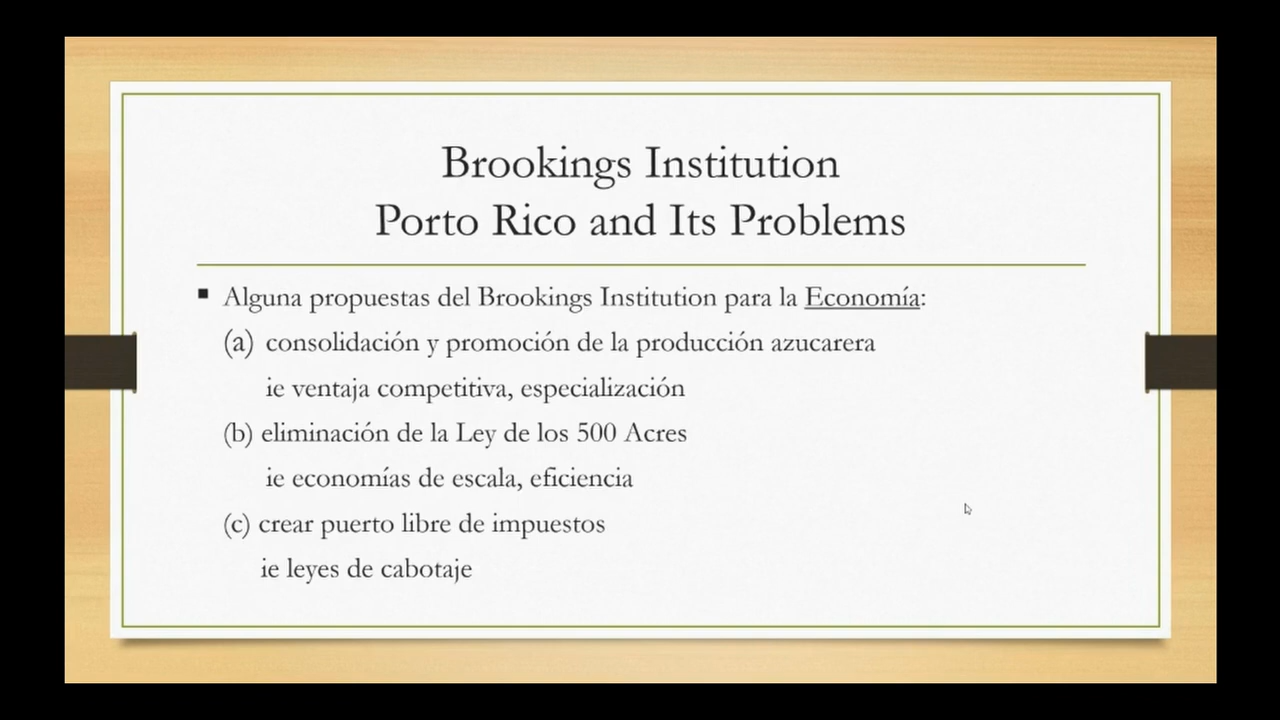 Brookings Institution
Porto Rico and Its Problems
▪ Alguna propuestas del Brookings Institution para la Economía:
(a) consolidación y promoción de la producción azucarera
ie ventaja competitiva, especialización
(b) eliminación de la Ley de los 500 Acres
ie economías de escala, eficiencia
(c) crear puerto libre de impuestos
ie leyes de cabotaje